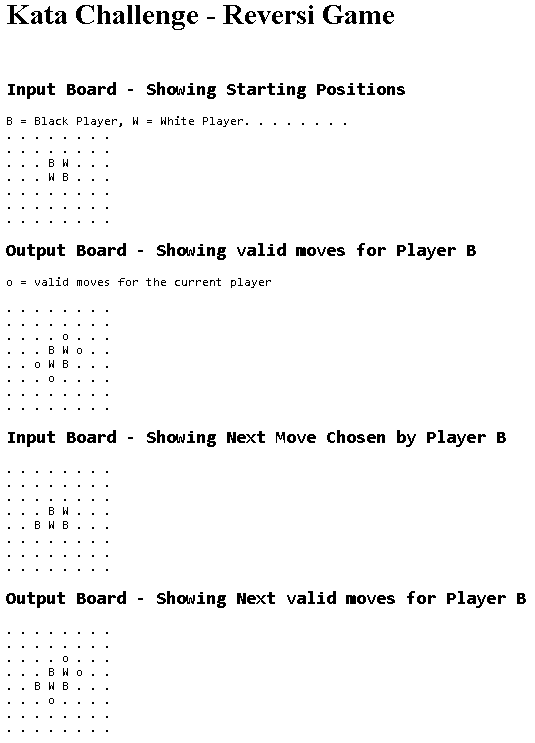 Kata Challenge - Reversi Game
Input Board - Showing Starting Positions
B = Black Player, W = White Player. . . . . . . .
. . . . . . . .
. . . . . . . .
. . . B W . . .
. . . W B . . .
. . . . . . . .
. . . . . . . .
. . . . . . . .
Output Board - Showing valid moves for Player B
o = valid moves for the current player
. . . . . . . .
. . . . . . . .
. . . . o . . .
. . . B W o . .
. . o W B . . .
. . . o . . . .
. . . . . . . .
. . . . . . . .
Input Board - Showing Next Move Chosen by Player B
. . . . . . . .
. . . . . . . .
. . . . . . . .
. . . B W . . .
. . B W B . . .
. . . . . . . .
. . . . . . . .
. . . . . . . .
Output Board - Showing Next valid moves for Player B
. . . . . . . .
. . . . . . . .
. . . . o . . .
. . . B W o . .
. . B W B . . .
. . . o . . . .
. . . . . . . .
. . . . . . . .